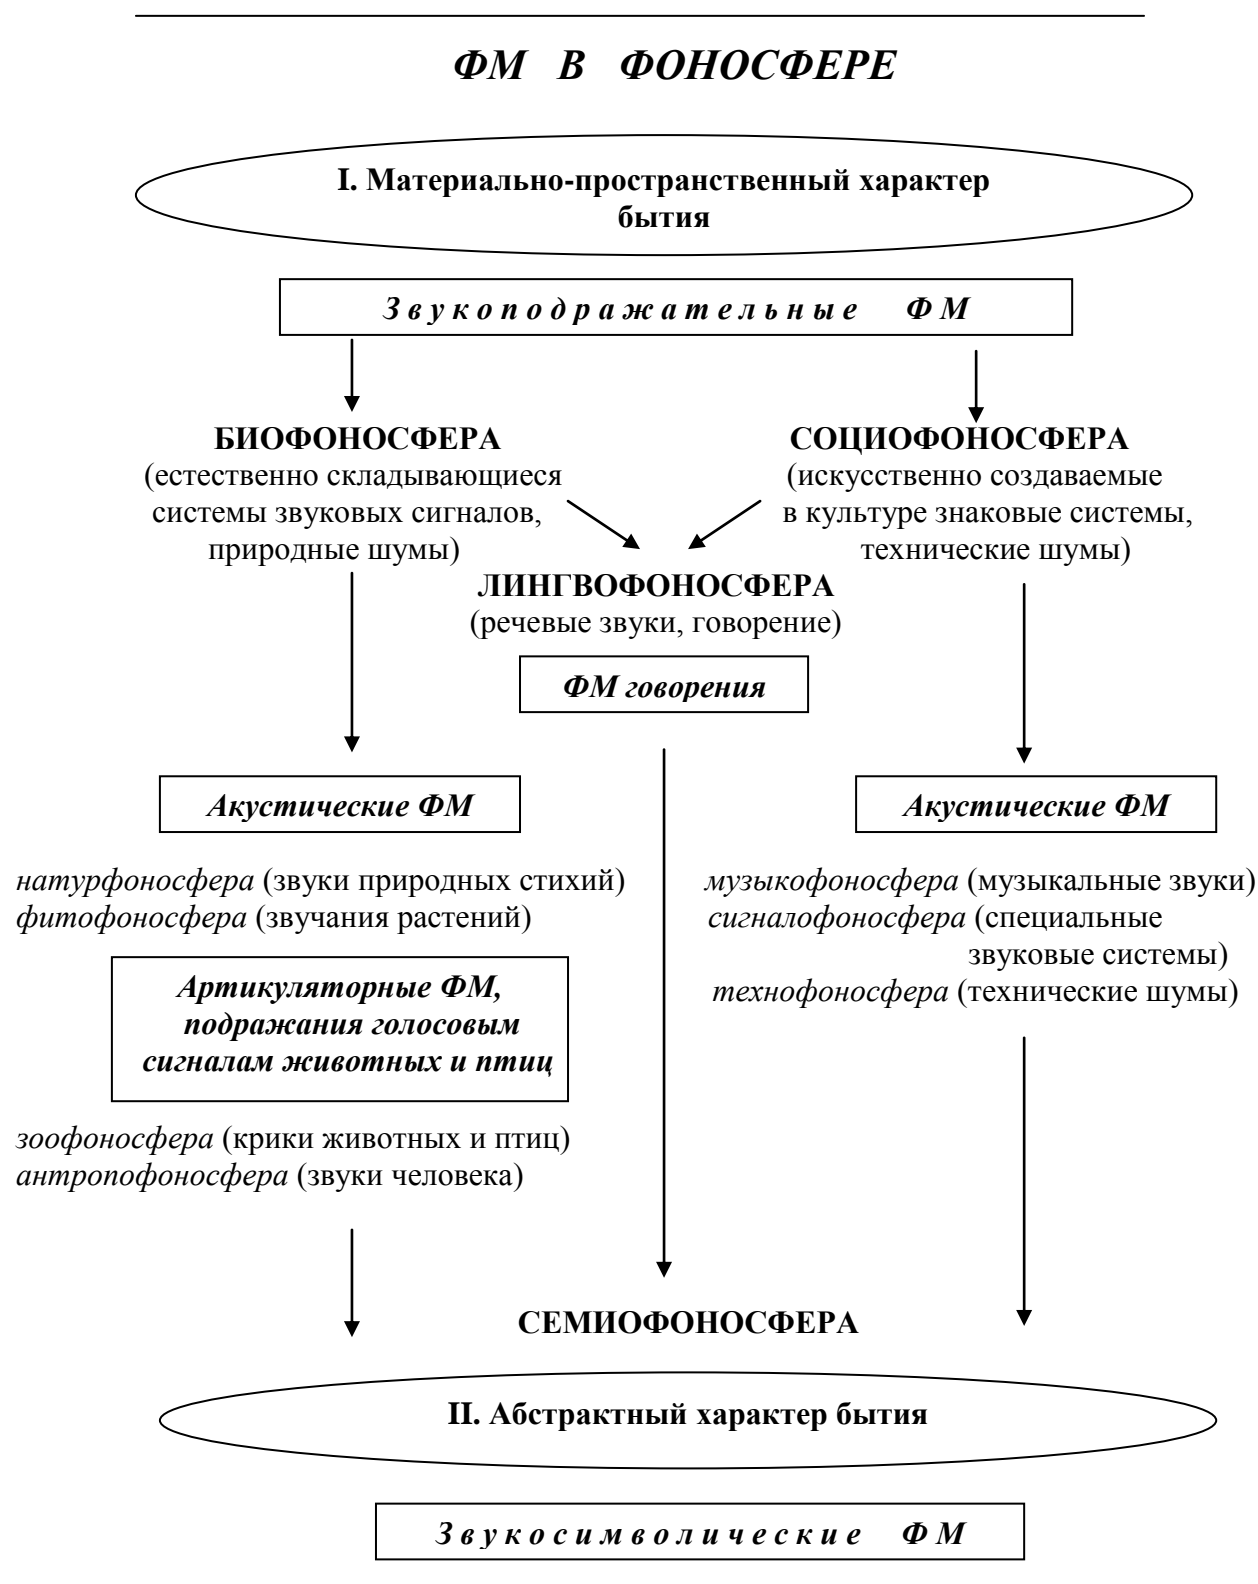 ФМ В ФОНОСФЕРЕ
I. Материально-пространственный характер
бытия
Звукоподражательные ФМ
БИОФОНОСФЕРА
(естественно складывающиеся
системы звуковых сигналов,
природные шумы)
СОЦИОФОНОСФЕРА
(искусственно создаваемые
в культуре знаковые системы,
технические шумы)
ЛИНГВОФОНОСФЕРА
(речевые звуки, говорение)
ФМ говорения
Акустические ФМ
натурфоносфера (звуки природных стихий)
фитофоносфера (звучания растений)
Артикуляторные ФМ,
подражания голосовым
сигналам животных и птиц
зоофоносфера (крики животных и птиц)
антропофоносфера (звуки человека)
Акустические ФМ
музыкофоносфера (музыкальные звуки)
сигналофоносфера (специальные
звуковые системы)
технофоносфера (технические шумы)
СЕМИОФОНОСФЕРА
II. Абстрактный характер бытия
Звукосимволические ФМ